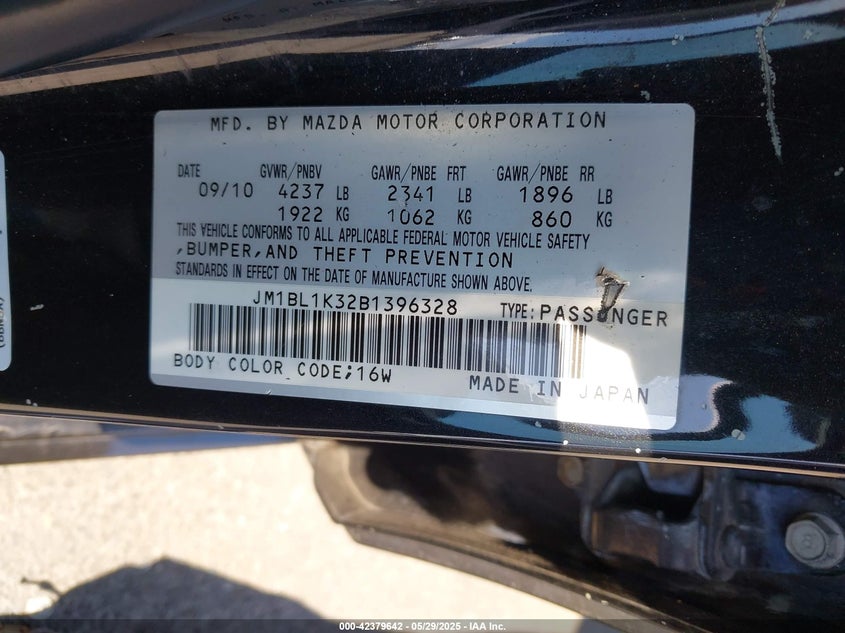 MFD. BY MAZDA MOTOR CORPORATION
DATE GVWR/PNBV GAWR/PNBE FRT GAWR/PNBE RR
09/10 4237 LB 2341 LB 1896 LB
1922 KG 1062 KG 860 KG
THIS VEHICLE CONFORMS TO ALL APPLICABLE FEDERAL MOTOR VEHICLE SAFETY
,BUMPER,AND THEFT PREVENTION
STANDARDS IN EFFECT ON THE DATE OF MANUFACTURE SHOWN ABOVE.
JM1BL1K32B1396328 TYPE:PASSENGER
BODY COLOR CODE;16W MADE IN JAPAN
000-42379642 - 05/29/2025 - IAA Inc.